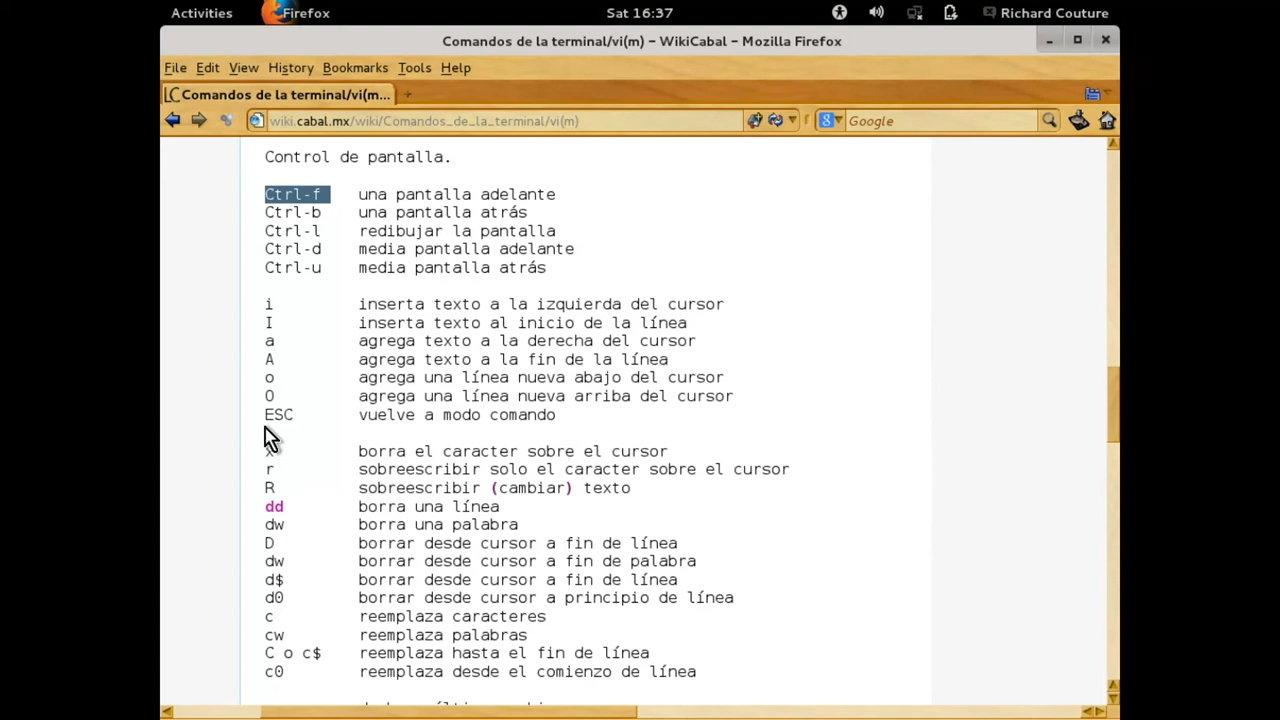 Activities Firefox Sat 16:37 Richard Couture
Comandos de la terminal/vi(m) – WikiCabal – Mozilla Firefox
File Edit View History Bookmarks Tools Help
Comandos de la terminal/vi(m...
wiki.cabal.mx/wiki/Comandos_de_la_terminal/vi(m) Google
Control de pantalla.
Ctrl-f una pantalla adelante
Ctrl-b una pantalla atrás
Ctrl-l redibujar la pantalla
Ctrl-d media pantalla adelante
Ctrl-u media pantalla atrás
i inserta texto a la izquierda del cursor
I inserta texto al inicio de la línea
a agrega texto a la derecha del cursor
A agrega texto a la fin de la línea
o agrega una línea nueva abajo del cursor
O agrega una línea nueva arriba del cursor
ESC vuelve a modo comando
x borra el caracter sobre el cursor
r sobreescribir solo el caracter sobre el cursor
R sobreescribir (cambiar) texto
dd borra una línea
dw borra una palabra
D borrar desde cursor a fin de línea
dw borrar desde cursor a fin de palabra
d$ borrar desde cursor a fin de línea
d0 borrar desde cursor a principio de línea
c reemplaza caracteres
cw reemplaza palabras
C o c$ reemplaza hasta el fin de línea
c0 reemplaza desde el comienzo de línea